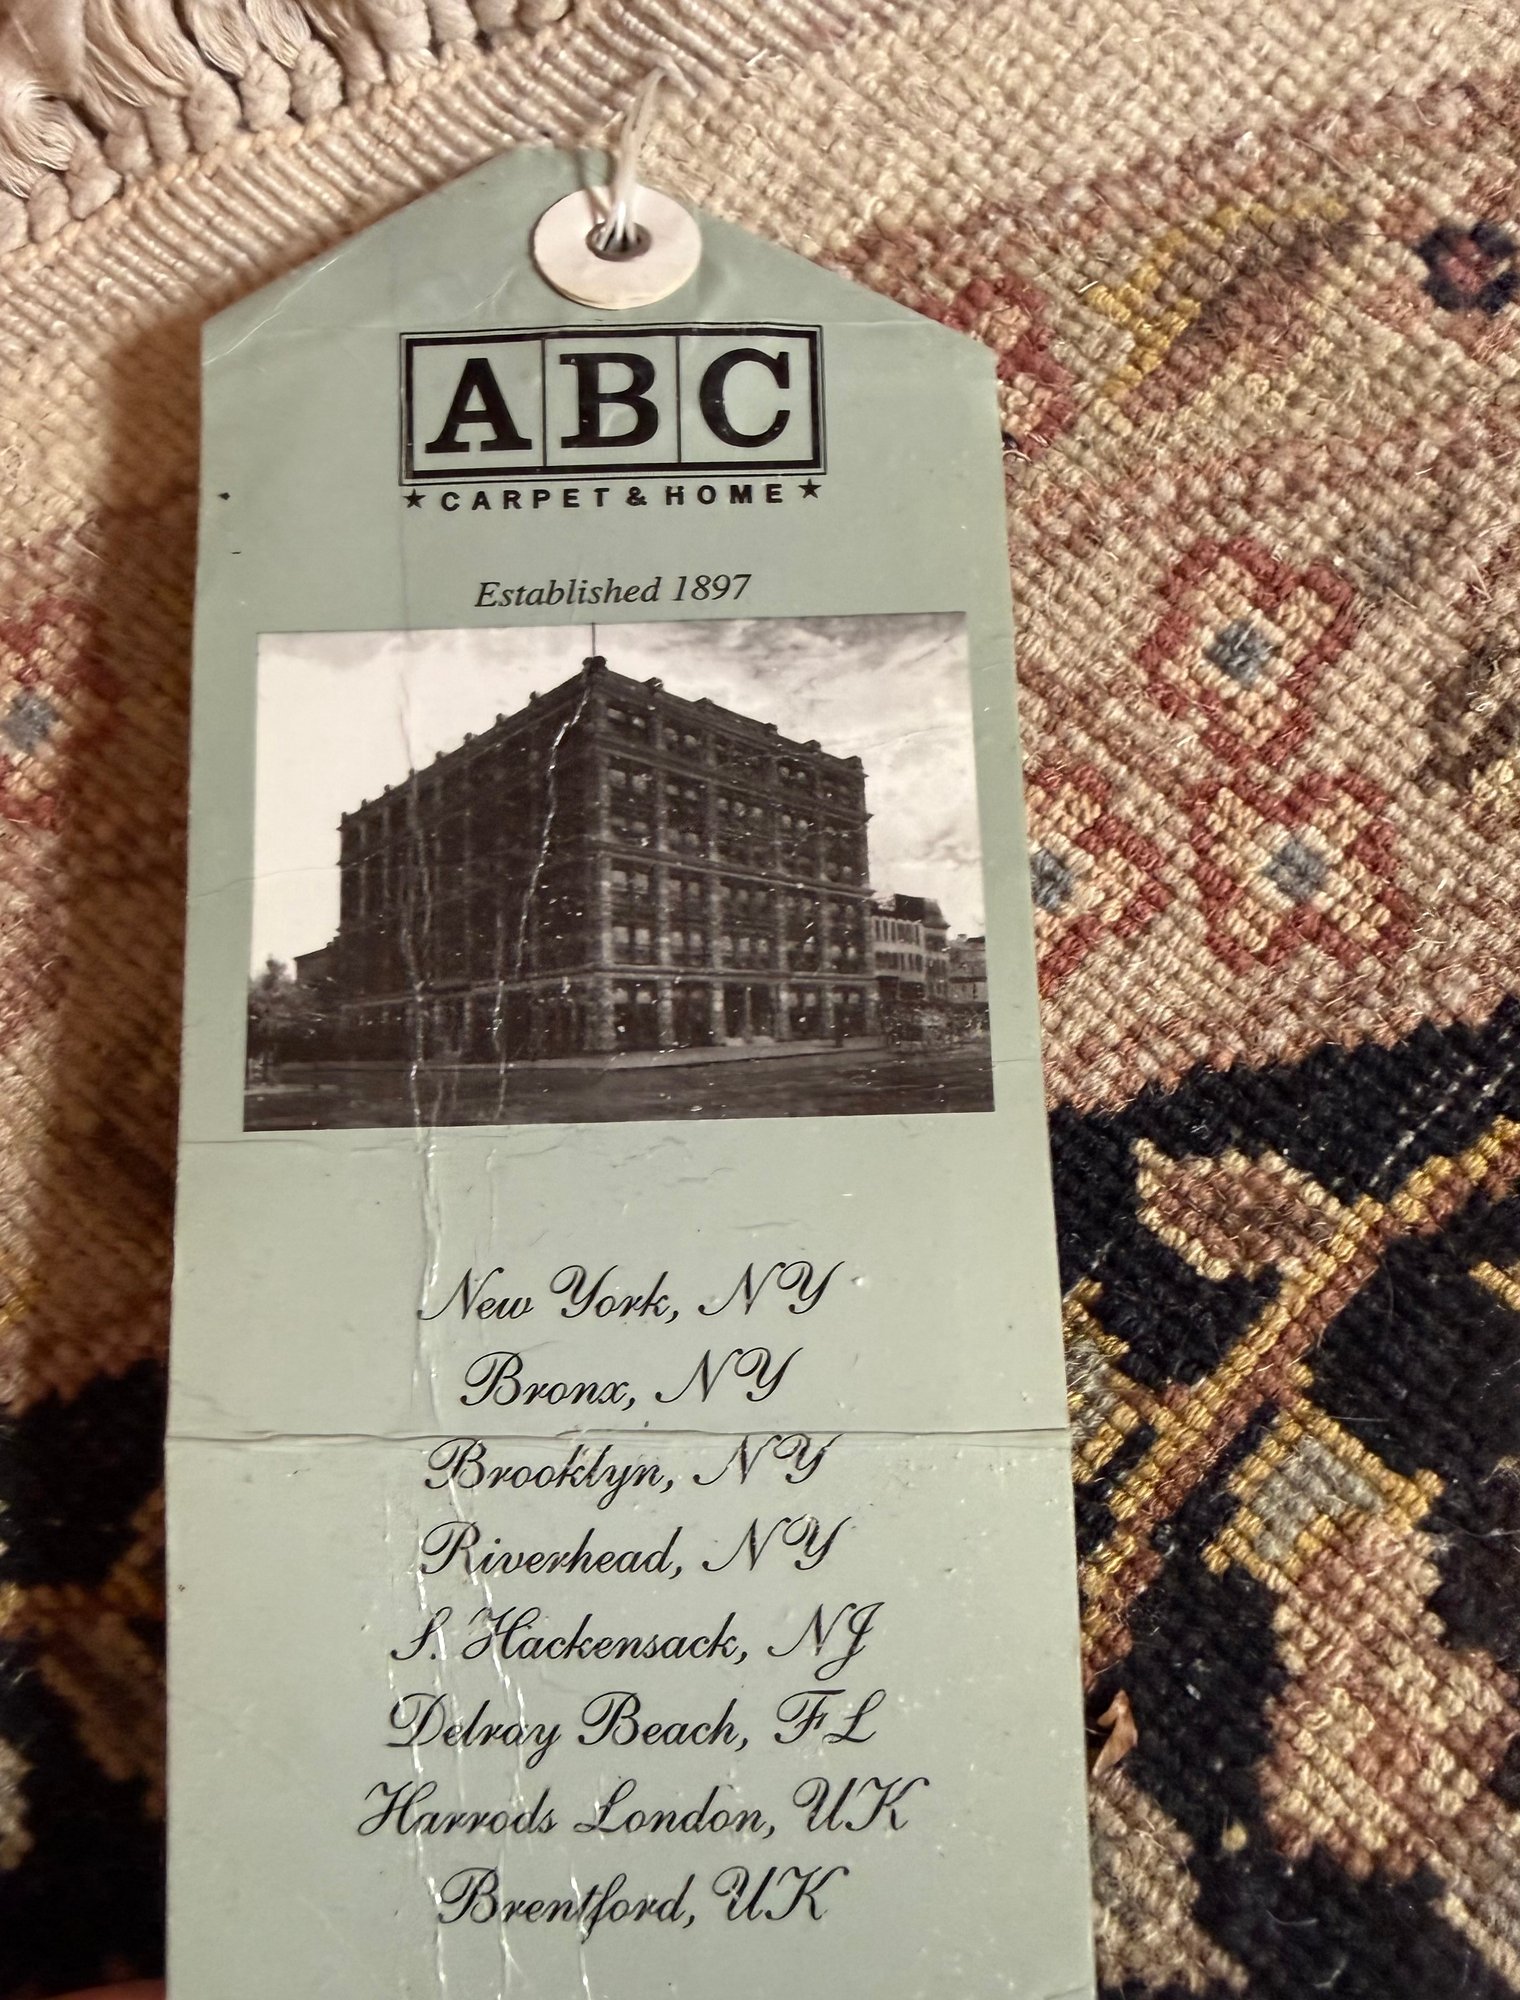 ABC
★ CARPET & HOME ★
Established 1897
New York, NY
Bronx, NY
Brooklyn, NY
Riverhead, NY
S. Hackensack, NJ
Delray Beach, FL
Harrods London, UK
Brentford, UK